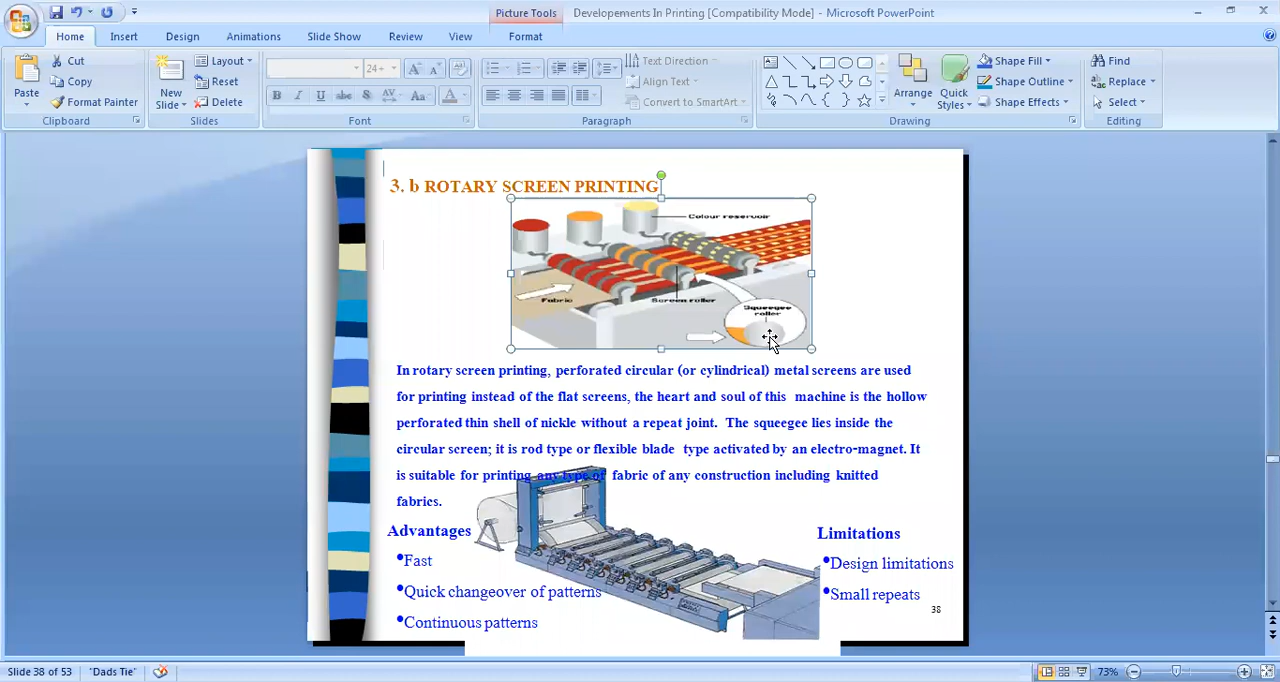 Picture Tools
Developements In Printing [Compatibility Mode] - Microsoft PowerPoint
Home Insert Design Animations Slide Show Review View Format
Paste
Cut
Copy
Format Painter
Clipboard
New
Slide
Layout
Reset
Delete
Slides
24
B I U abc S AV Aa A
Font
Text Direction
Align Text
Convert to SmartArt
Paragraph
Arrange
Quick
Styles
Shape Fill
Shape Outline
Shape Effects
Drawing
Find
Replace
Select
Editing
3. b ROTARY SCREEN PRINTING
Colour reservoir
Fabric
Screen roller
Squeegee
roller
In rotary screen printing, perforated circular (or cylindrical) metal screens are used
for printing instead of the flat screens, the heart and soul of this machine is the hollow
perforated thin shell of nickle without a repeat joint. The squeegee lies inside the
circular screen; it is rod type or flexible blade type activated by an electro-magnet. It
is suitable for printing any type of fabric of any construction including knitted
fabrics.
Advantages
•Fast
•Quick changeover of patterns
•Continuous patterns
Limitations
•Design limitations
•Small repeats
38
Slide 38 of 53
"Dads Tie"
73%